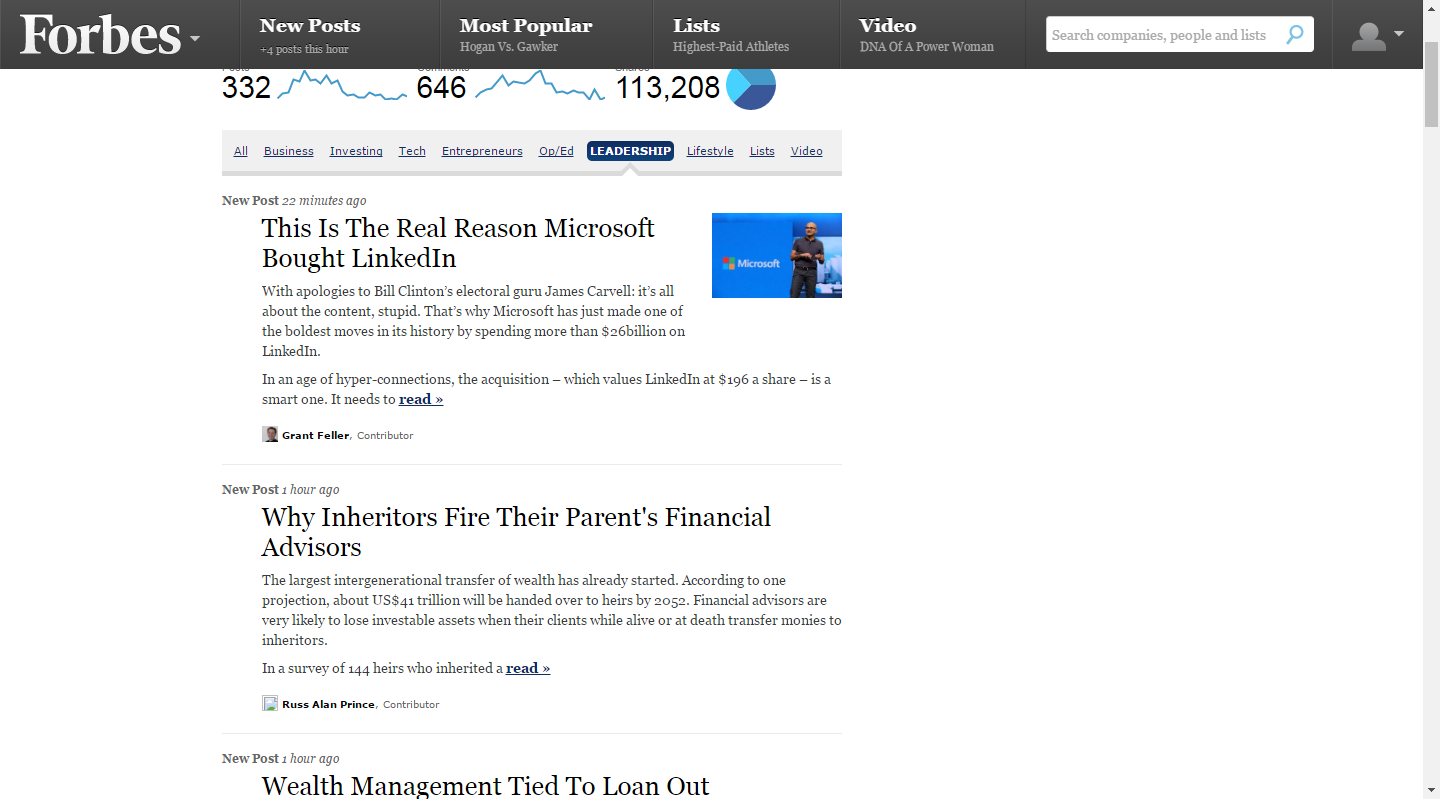 Forbes
New Posts
+4 posts this hour
Most Popular
Hogan Vs. Gawker
Lists
Highest-Paid Athletes
Video
DNA Of A Power Woman
Search companies, people and lists
332
646
113,208
All Business Investing Tech Entrepreneurs Op/Ed LEADERSHIP Lifestyle Lists Video
New Post 22 minutes ago
This Is The Real Reason Microsoft
Bought LinkedIn
Microsoft
With apologies to Bill Clinton’s electoral guru James Carvell: it’s all
about the content, stupid. That’s why Microsoft has just made one of
the boldest moves in its history by spending more than $26billion on
LinkedIn.
In an age of hyper-connections, the acquisition – which values LinkedIn at $196 a share – is a
smart one. It needs to read »
Grant Feller, Contributor
New Post 1 hour ago
Why Inheritors Fire Their Parent's Financial
Advisors
The largest intergenerational transfer of wealth has already started. According to one
projection, about US$41 trillion will be handed over to heirs by 2052. Financial advisors are
very likely to lose investable assets when their clients while alive or at death transfer monies to
inheritors.
In a survey of 144 heirs who inherited a read »
Russ Alan Prince, Contributor
New Post 1 hour ago
Wealth Management Tied To Loan Out